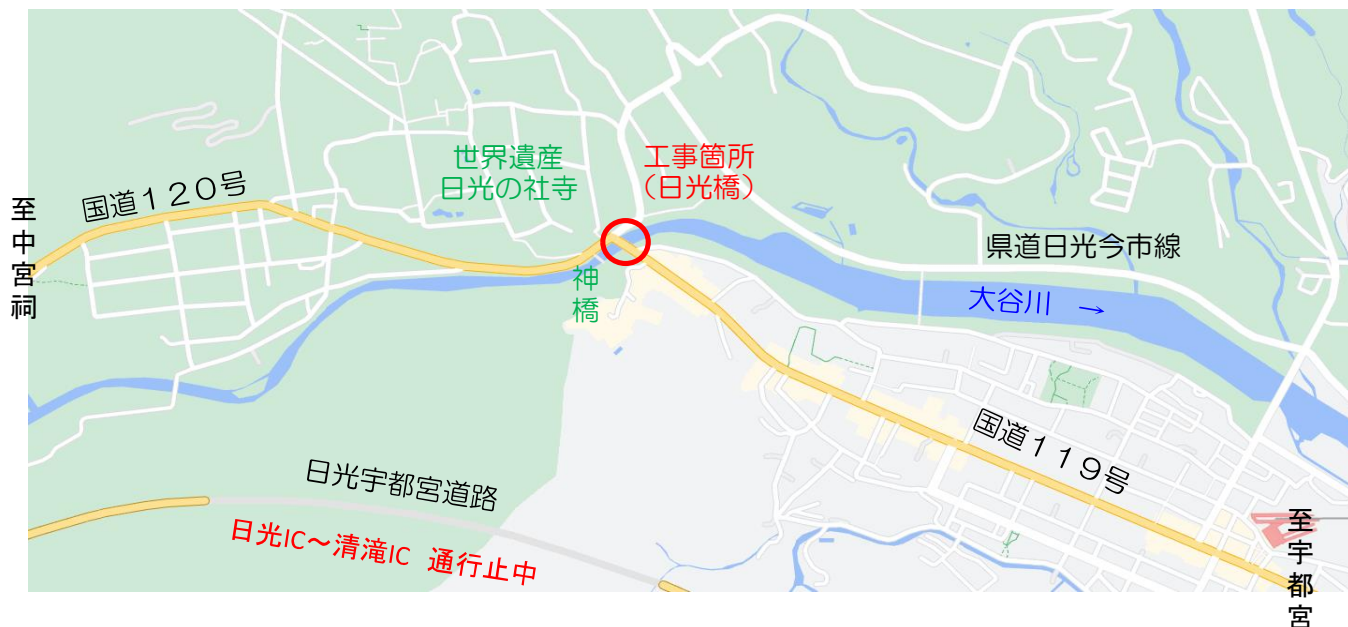 世界遺産
日光の社寺
工事箇所
（日光橋）
国道１２０号
至中宮祠
神橋
県道日光今市線
大谷川　→
国道１１９号
日光宇都宮道路
日光IC～清滝IC　通行止中
至宇都宮